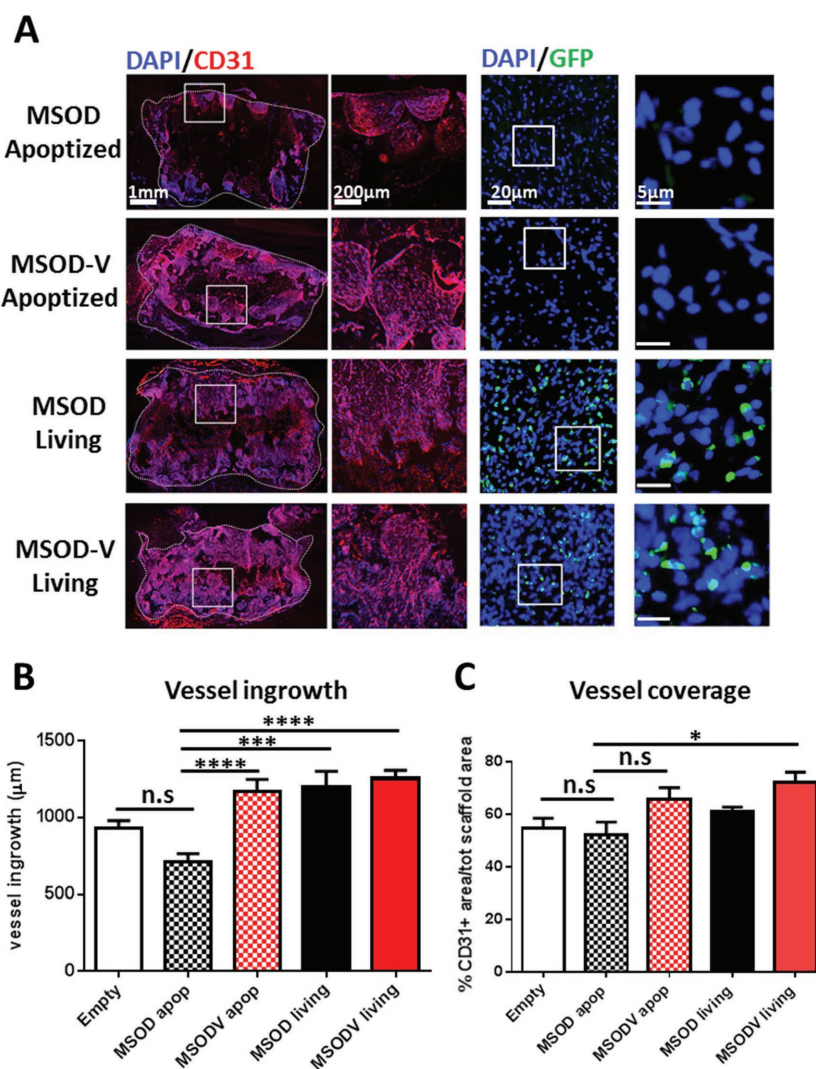 A
DAPI/CD31
DAPI/GFP
MSOD
Apoptized
1mm
200μm
20μm
5μm
MSOD-V
Apoptized
MSOD
Living
MSOD-V
Living
B
Vessel ingrowth
****
***
****
n.s
1500
1000
500
0
vessel ingrowth (μm)
Empty
MSOD apop
MSODV apop
MSOD living
MSODV living
C
Vessel coverage
*
n.s
n.s
80
60
40
20
0
% CD31+ area/tot scaffold area
Empty
MSOD apop
MSODV apop
MSOD living
MSODV living